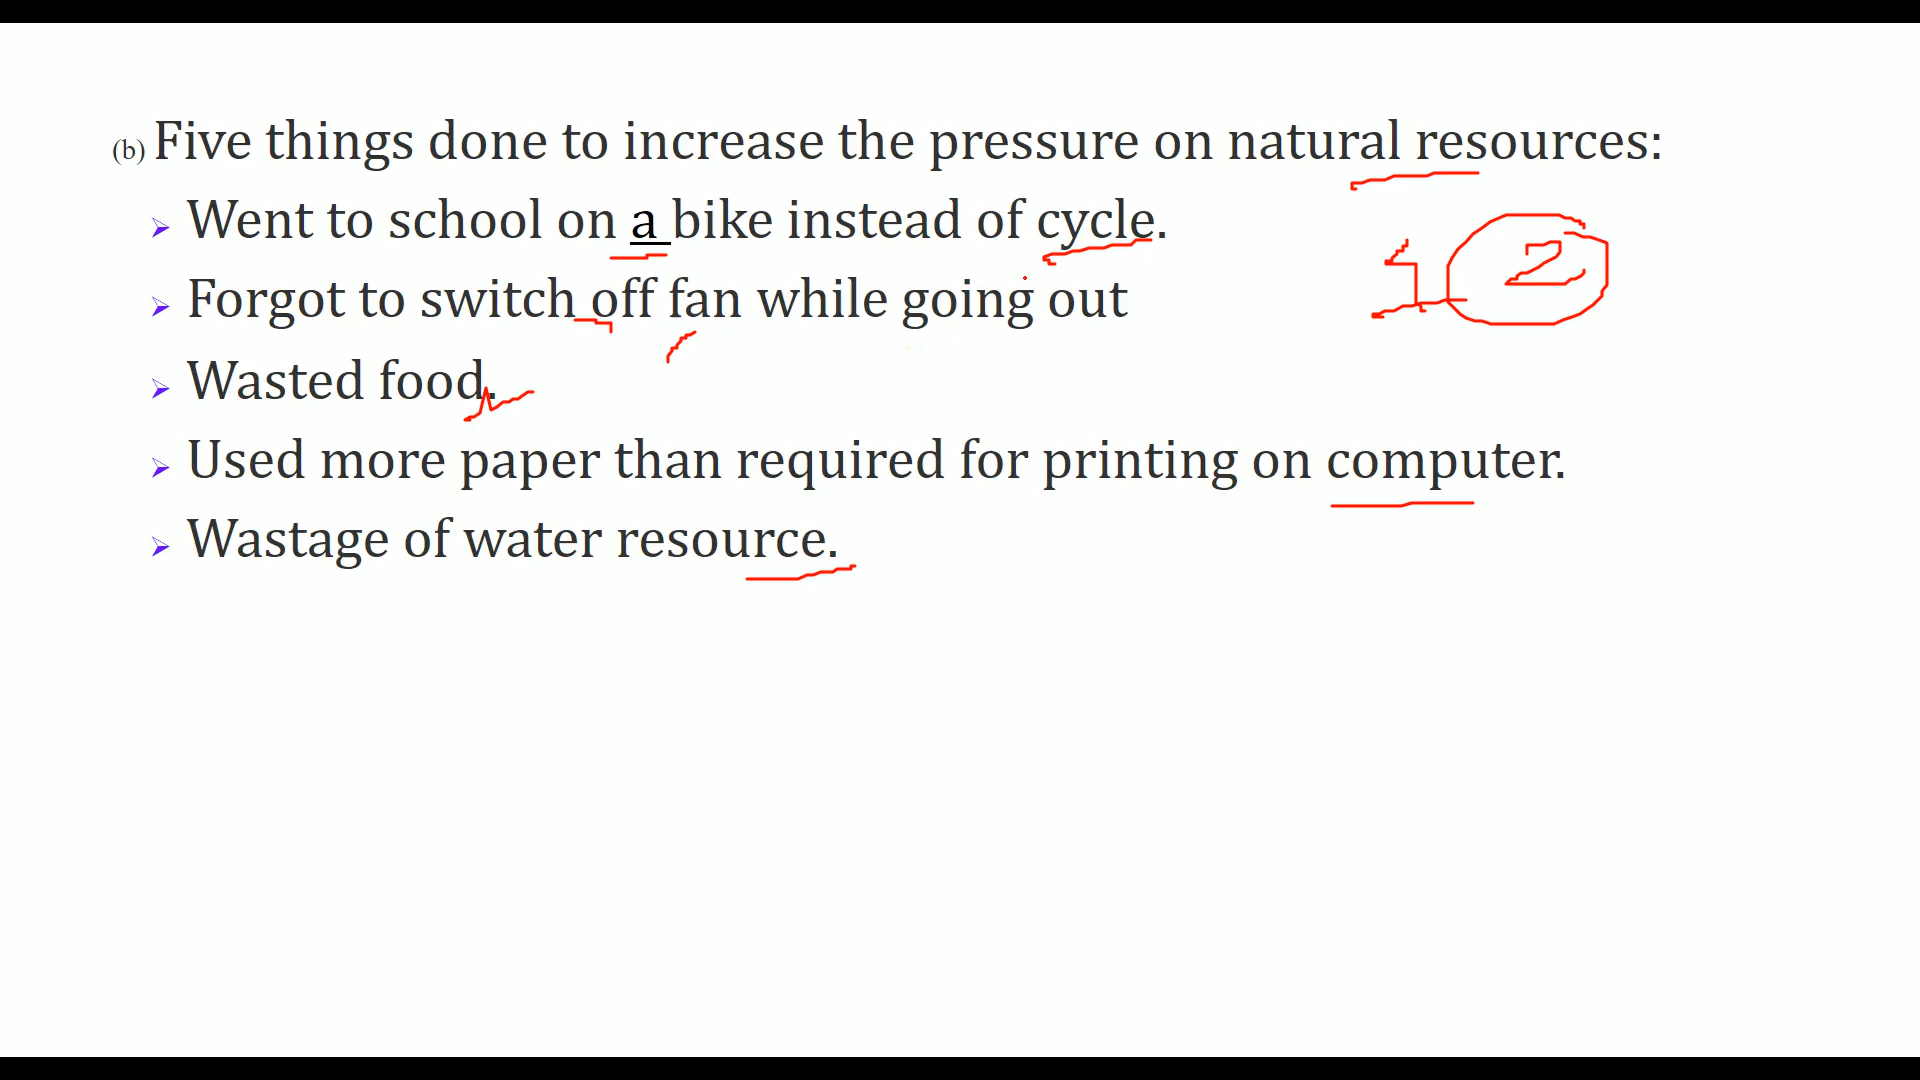 (b) Five things done to increase the pressure on natural resources:
➢ Went to school on a bike instead of cycle.
➢ Forgot to switch off fan while going out
➢ Wasted food.
➢ Used more paper than required for printing on computer.
➢ Wastage of water resource.
1 2